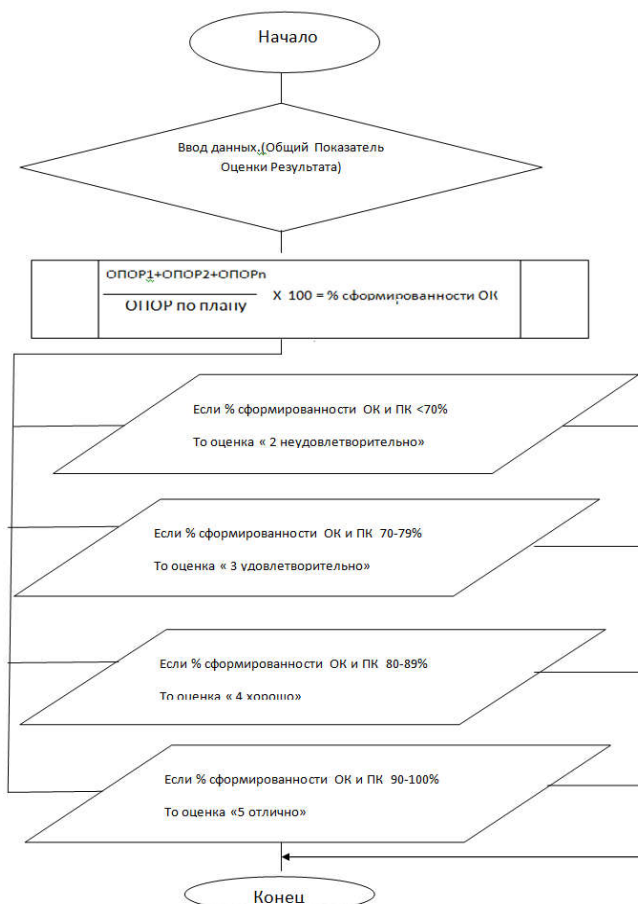 Начало
Ввод данных.(Общий Показатель
Оценки Результата)
ОПОР1+ОПОР2+ОПОРn
ОПОР по плану
X 100 = % сформированности ОК
Если % сформированности ОК и ПК <70%
То оценка « 2 неудовлетворительно»
Если % сформированности ОК и ПК 70-79%
То оценка « 3 удовлетворительно»
Если % сформированности ОК и ПК 80-89%
То оценка « 4 хорошо»
Если % сформированности ОК и ПК 90-100%
То оценка «5 отлично»
Конец